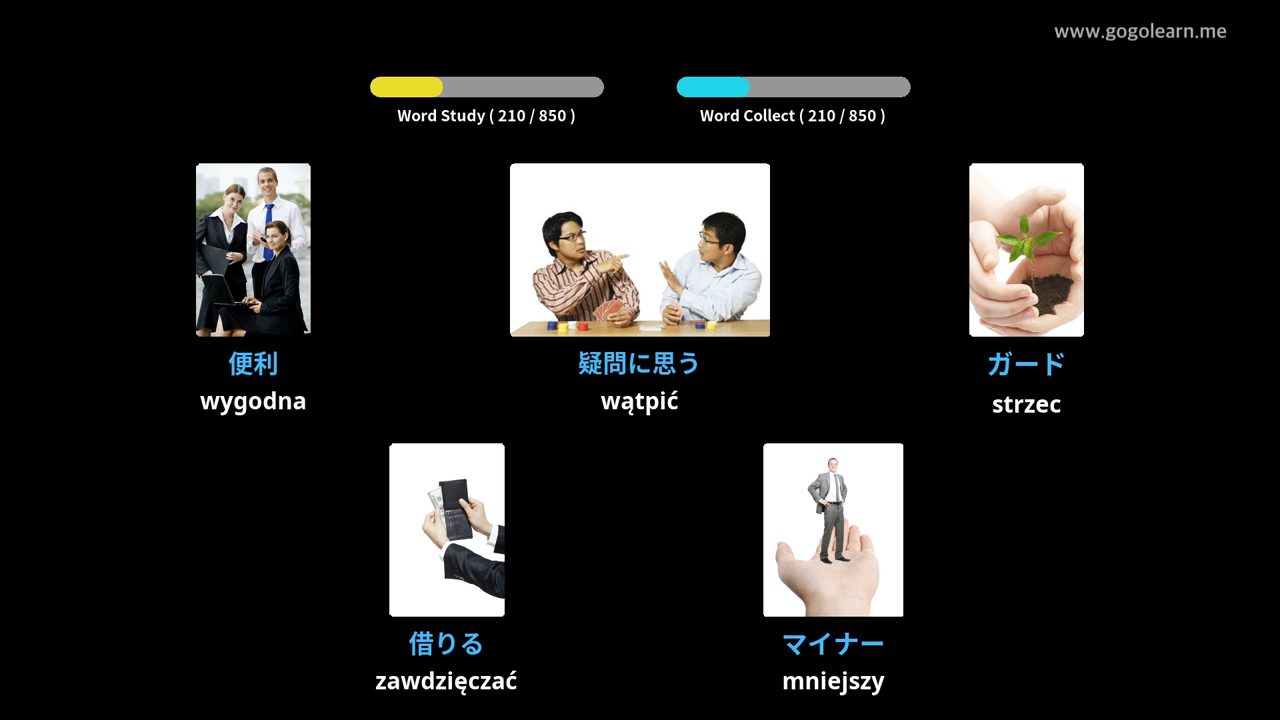 www.gogolearn.me
Word Study ( 210 / 850 )
Word Collect ( 210 / 850 )
便利
wygodna
疑問に思う
wątpić
ガード
strzec
借りる
zawdzięczać
マイナー
mniejszy